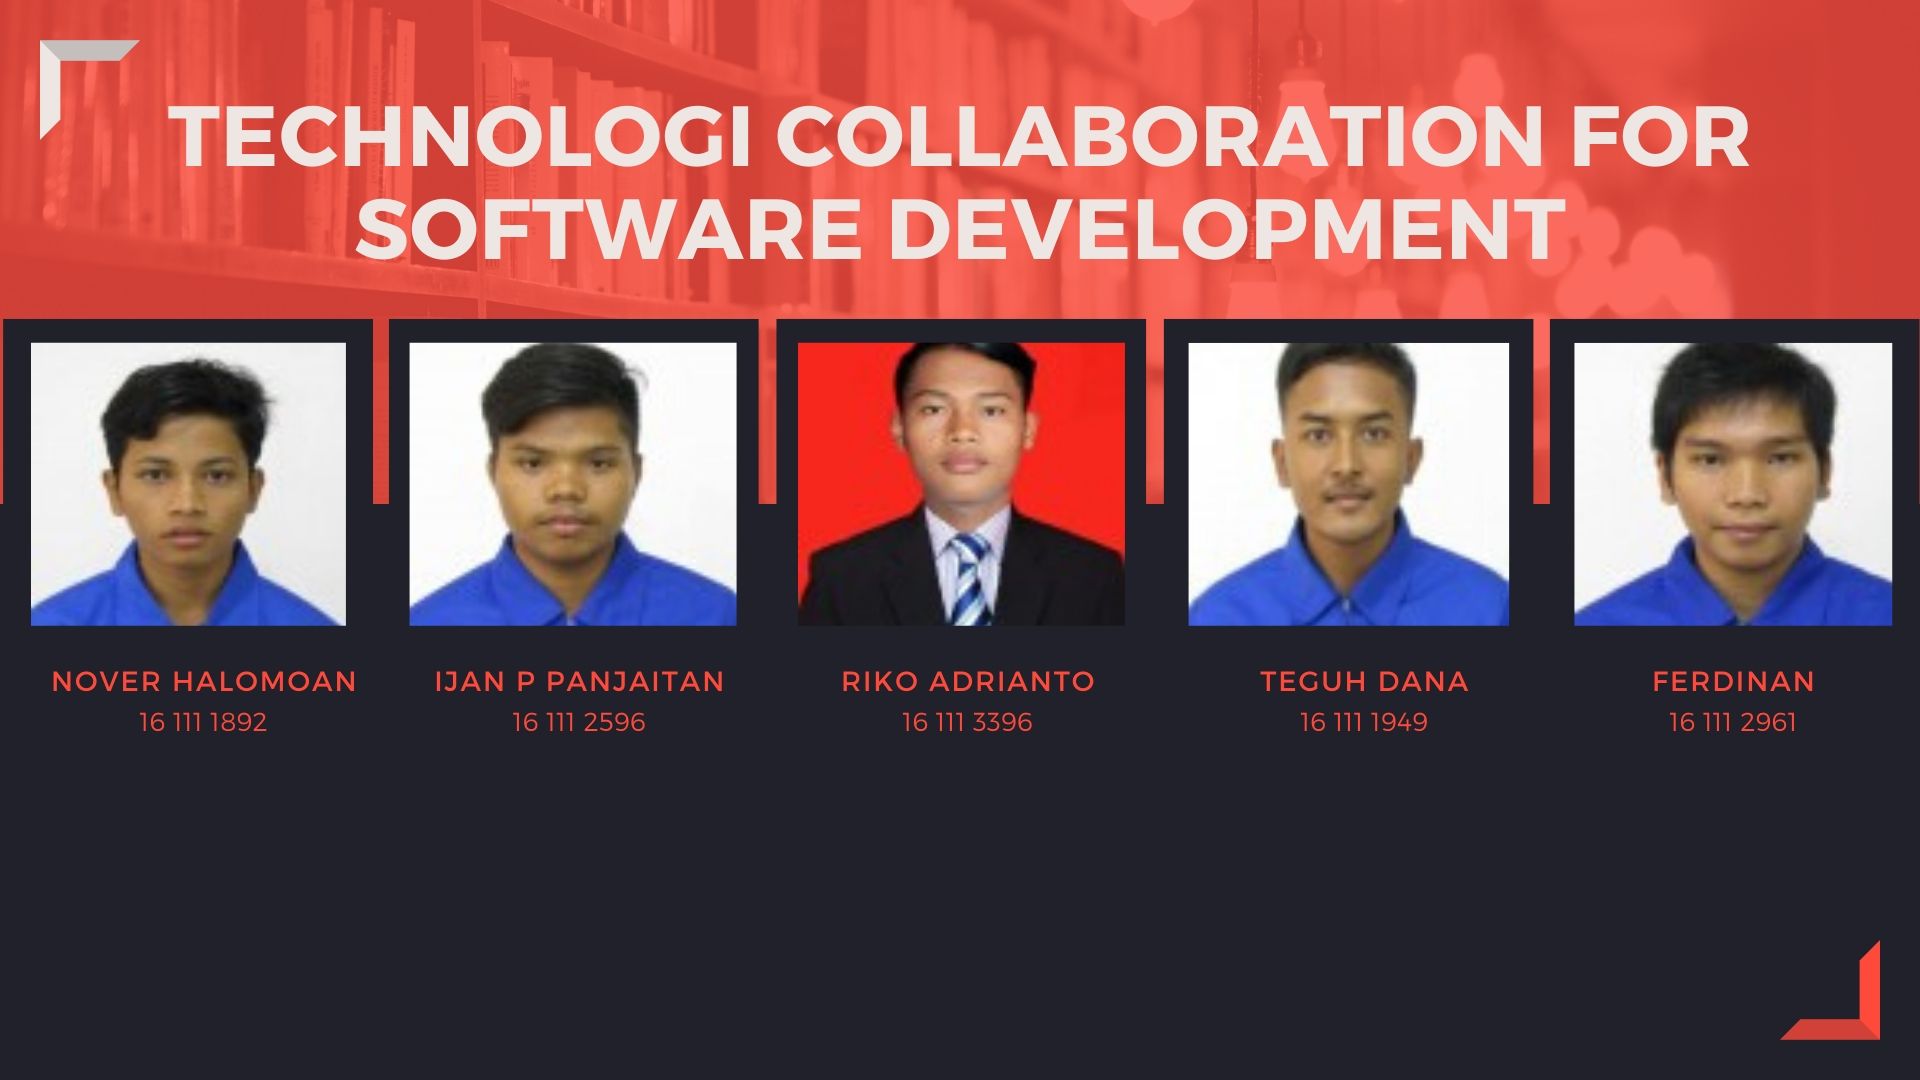 TECHNOLOGI COLLABORATION FOR
SOFTWARE DEVELOPMENT
NOVER HALOMOAN
16 111 1892
IJAN P PANJAITAN
16 111 2596
RIKO ADRIANTO
16 111 3396
TEGUH DANA
16 111 1949
FERDINAN
16 111 2961